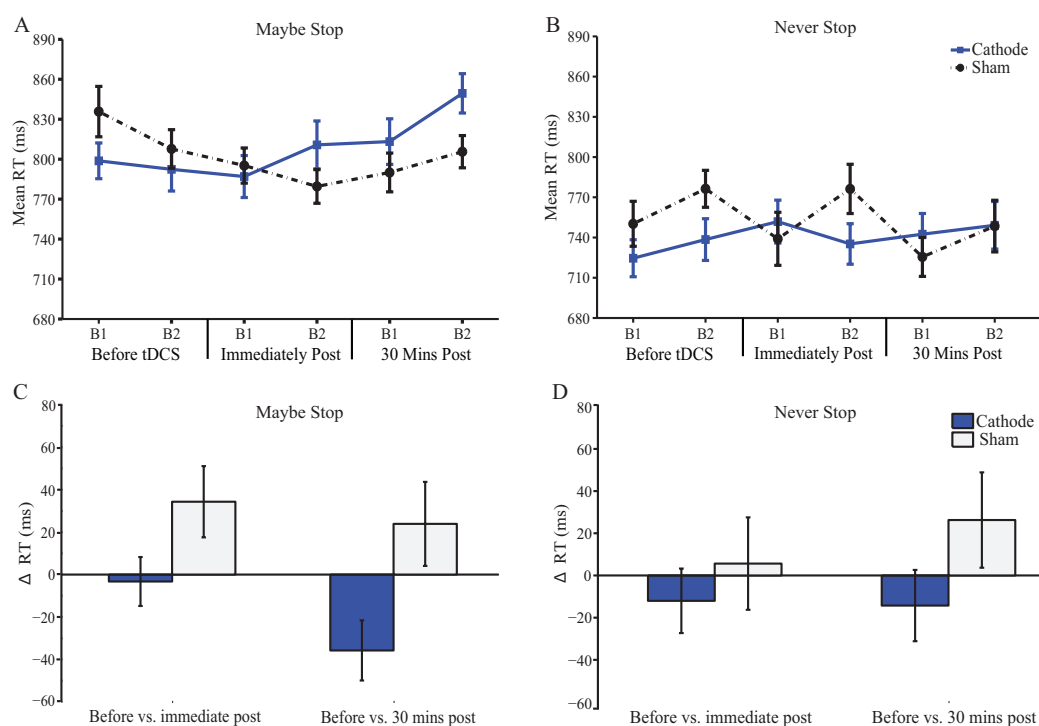 A
Maybe Stop
Mean RT (ms)
890
860
830
800
770
740
710
680
B1 B2 B1 B2 B1 B2
Before tDCS Immediately Post 30 Mins Post
B
Never Stop
Cathode
Sham
Mean RT (ms)
890
860
830
800
770
740
710
680
B1 B2 B1 B2 B1 B2
Before tDCS Immediately Post 30 Mins Post
C
Maybe Stop
Δ RT (ms)
80
60
40
20
0
−20
−40
−60
Before vs. immediate post Before vs. 30 mins post
D
Never Stop
Cathode
Sham
Δ RT (ms)
80
60
40
20
0
−20
−40
−60
Before vs. immediate post Before vs. 30 mins post